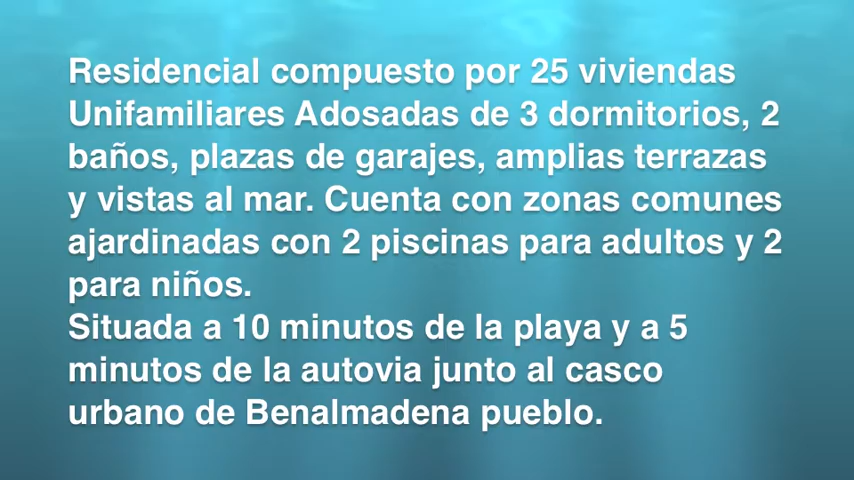 Residencial compuesto por 25 viviendas
Unifamiliares Adosadas de 3 dormitorios, 2
baños, plazas de garajes, amplias terrazas
y vistas al mar. Cuenta con zonas comunes
ajardinadas con 2 piscinas para adultos y 2
para niños.
Situada a 10 minutos de la playa y a 5
minutos de la autovia junto al casco
urbano de Benalmadena pueblo.